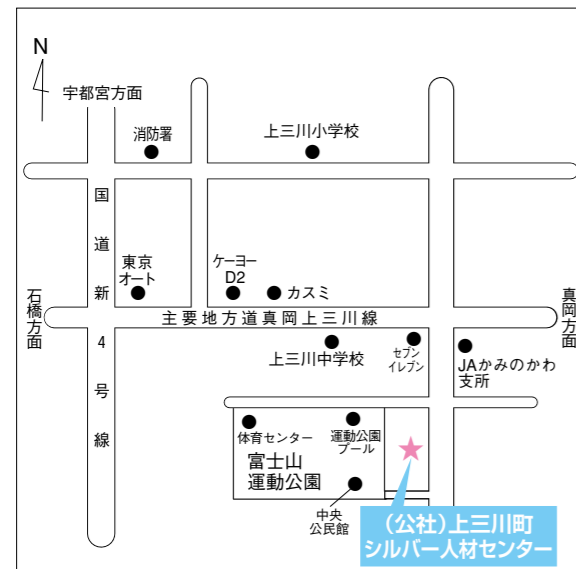 N
宇都宮方面
消防署
上三川小学校
国道新4号線
東京
オート
ケーヨー
D2
カスミ
石橋方面
真岡方面
主要地方道真岡上三川線
上三川中学校
セブン
イレブン
JAかみのかわ
支所
体育センター
運動公園
プール
富士山
運動公園
中央
公民館
(公社)上三川町
シルバー人材センター